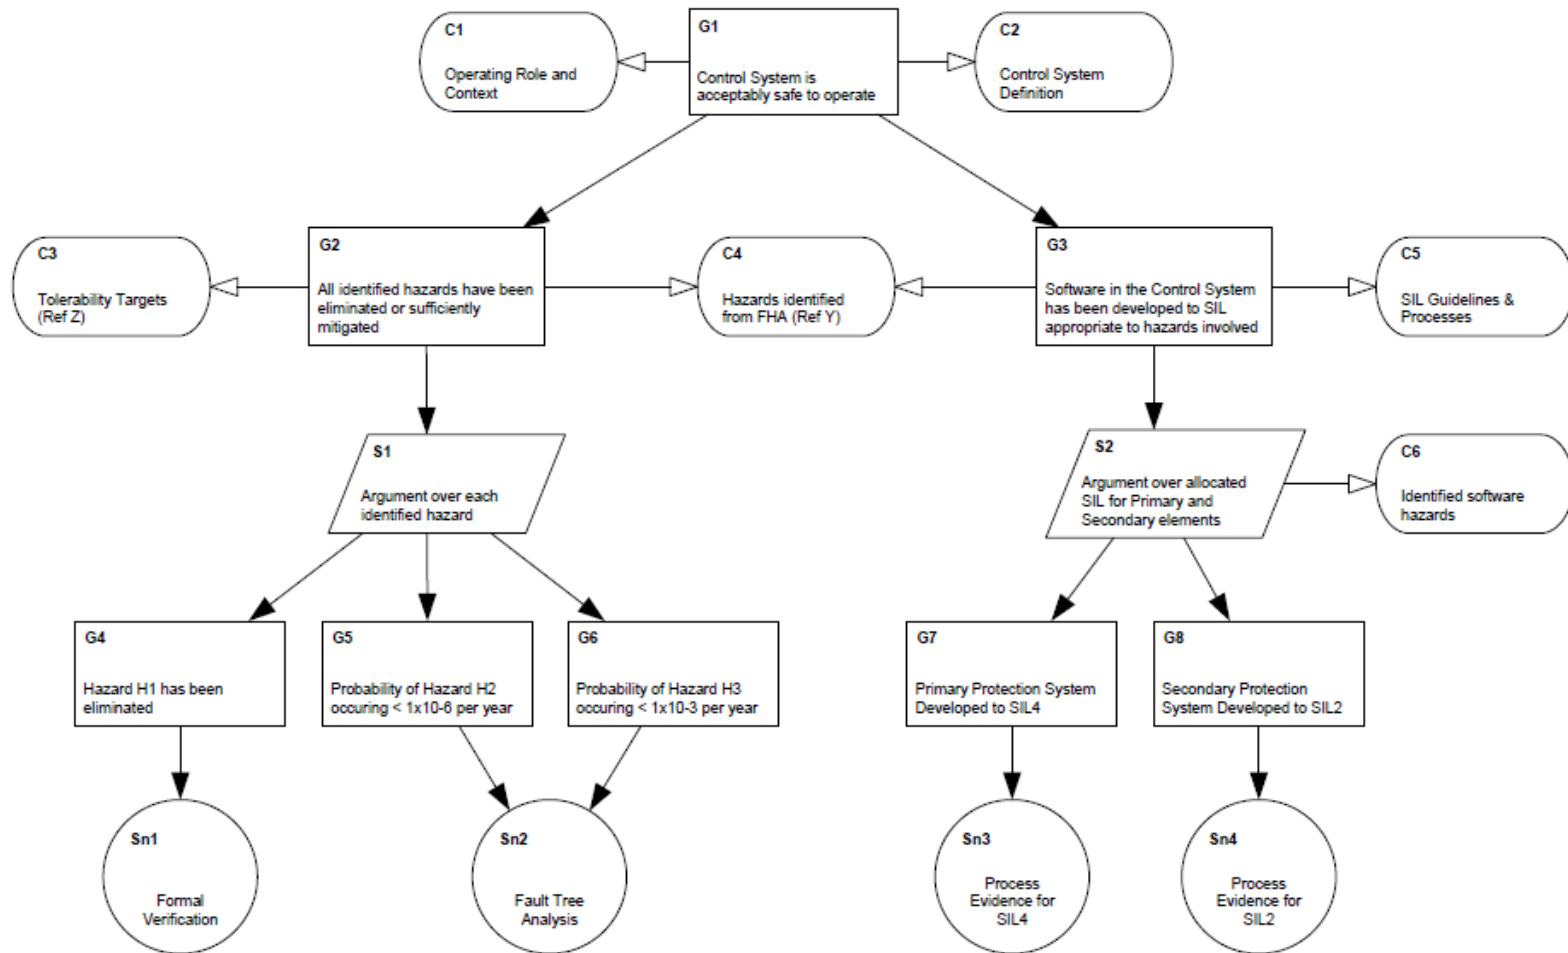 C1
Operating Role and
Context
G1
Control System is
acceptably safe to operate
C2
Control System
Definition
C3
Tolerability Targets
(Ref Z)
G2
All identified hazards have been
eliminated or sufficiently
mitigated
C4
Hazards identified
from FHA (Ref Y)
G3
Software in the Control System
has been developed to SIL
appropriate to hazards involved
C5
SIL Guidelines &
Processes
S1
Argument over each
identified hazard
S2
Argument over allocated
SIL for Primary and
Secondary elements
C6
Identified software
hazards
G4
Hazard H1 has been
eliminated
G5
Probability of Hazard H2
occuring < 1x10-6 per year
G6
Probability of Hazard H3
occuring < 1x10-3 per year
G7
Primary Protection System
Developed to SIL4
G8
Secondary Protection
System Developed to SIL2
Sn1
Formal
Verification
Sn2
Fault Tree
Analysis
Sn3
Process
Evidence for
SIL4
Sn4
Process
Evidence for
SIL2